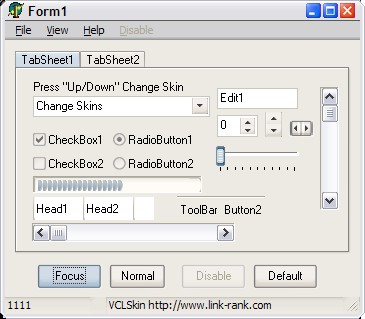 Form1
File View Help Disable
TabSheet1 TabSheet2
Press "Up/Down" Change Skin
Change Skins
Edit1
0
CheckBox1 RadioButton1
CheckBox2 RadioButton2
Head1 Head2
ToolBar Button2
Focus Normal Disable Default
1111 VCLSkin http://www.link-rank.com